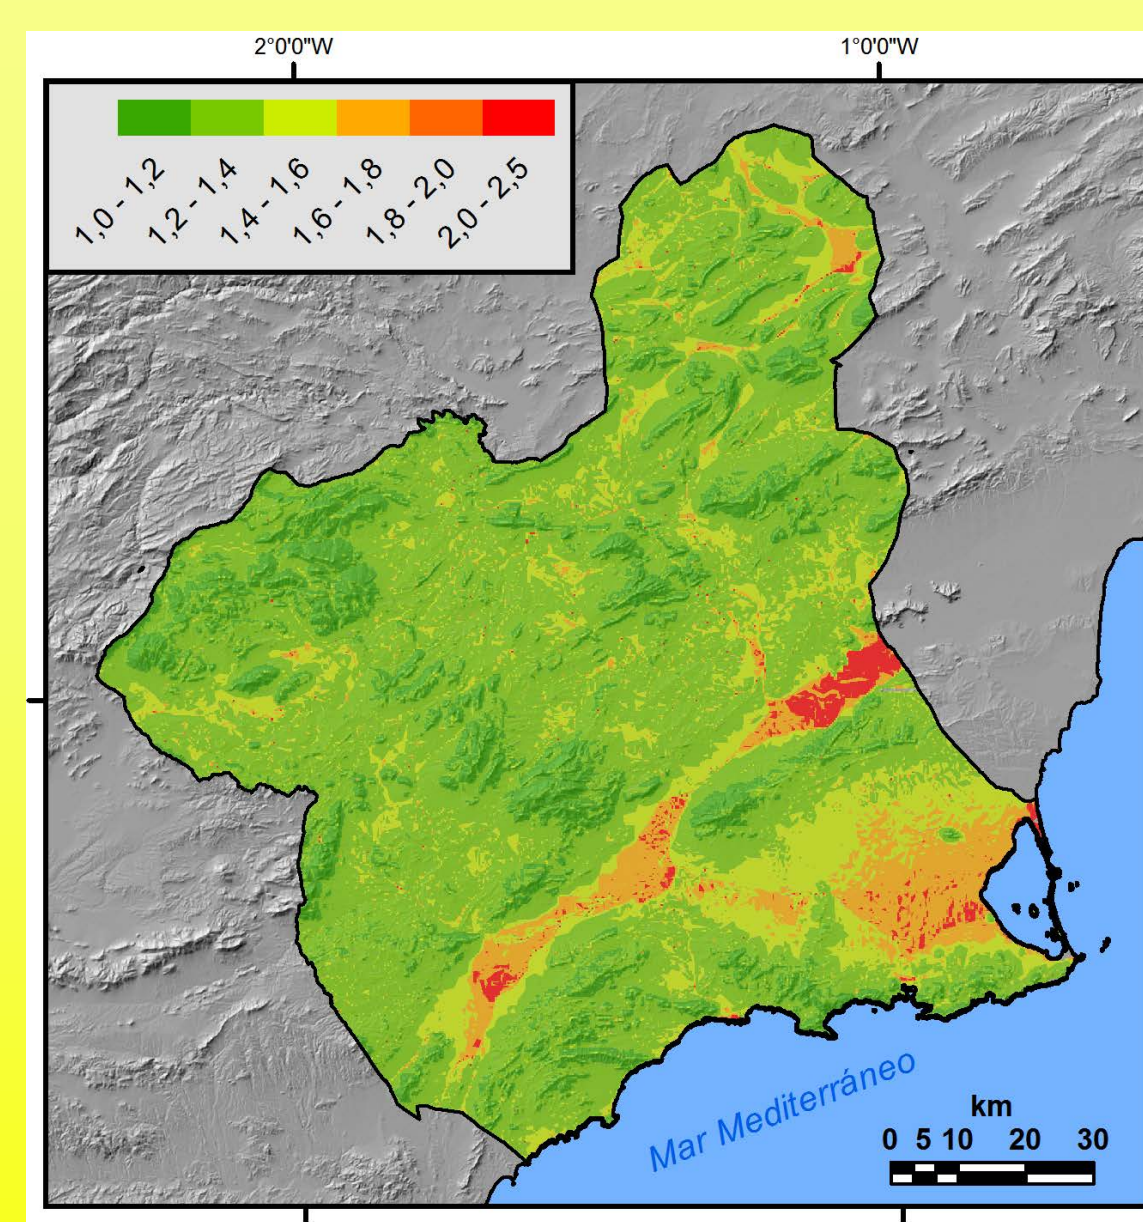 2°0'0"W
1°0'0"W
1,0 - 1,2
1,2 - 1,4
1,4 - 1,6
1,6 - 1,8
1,8 - 2,0
2,0 - 2,5
Mar Mediterráneo
km
0 5 10 20 30